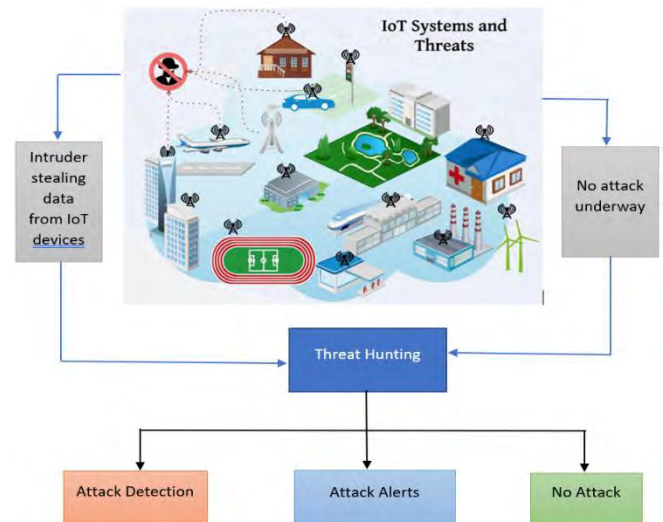 IoT Systems and
Threats
Intruder
stealing
data
from IoT
devices
No attack
underway
Threat Hunting
Attack Detection
Attack Alerts
No Attack